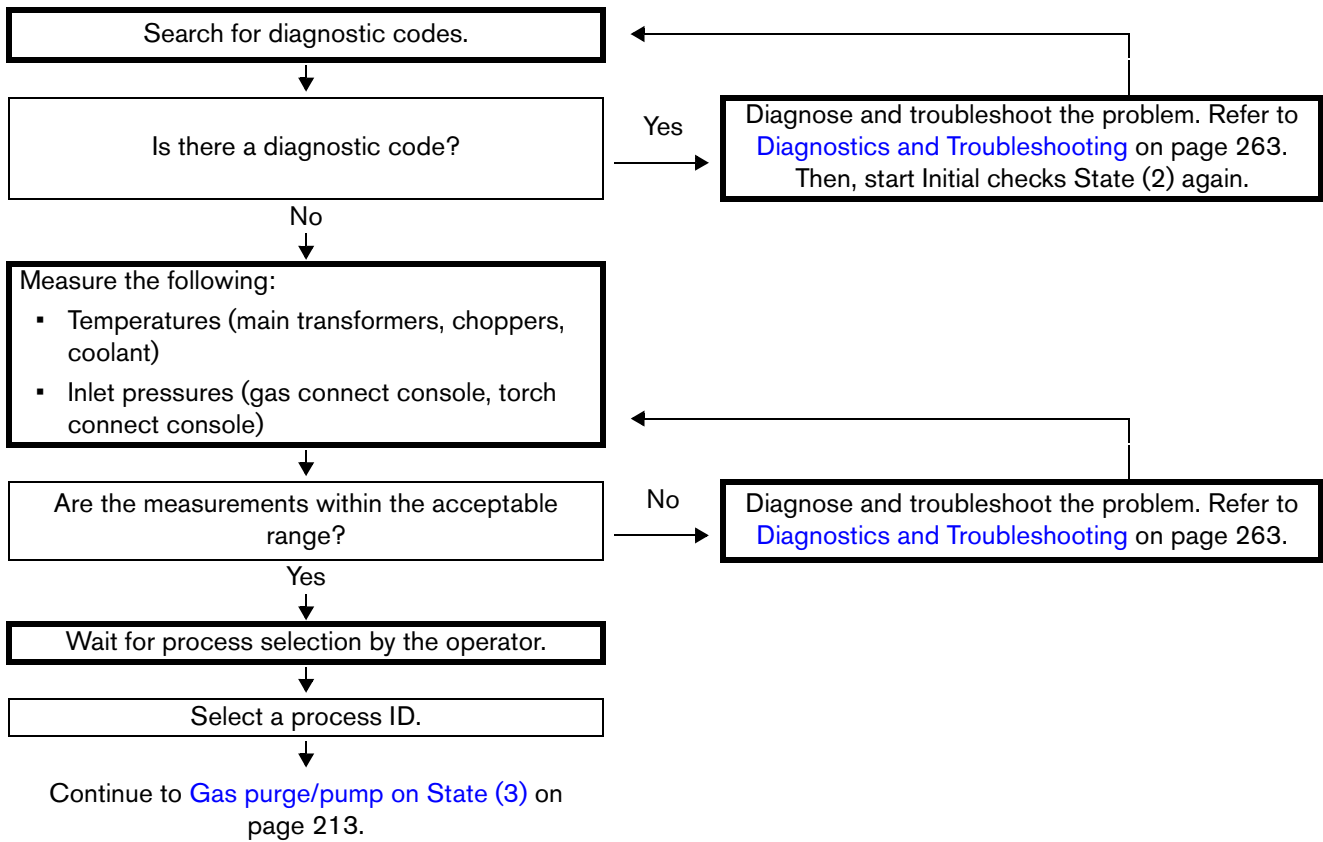 Search for diagnostic codes.
Is there a diagnostic code?
Yes
Diagnose and troubleshoot the problem. Refer to
Diagnostics and Troubleshooting on page 263.
Then, start Initial checks State (2) again.
No
Measure the following:
▪ Temperatures (main transformers, choppers,
coolant)
▪ Inlet pressures (gas connect console, torch
connect console)
Are the measurements within the acceptable
range?
No
Diagnose and troubleshoot the problem. Refer to
Diagnostics and Troubleshooting on page 263.
Yes
Wait for process selection by the operator.
Select a process ID.
Continue to Gas purge/pump on State (3) on
page 213.